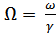 Ω = ω/γ